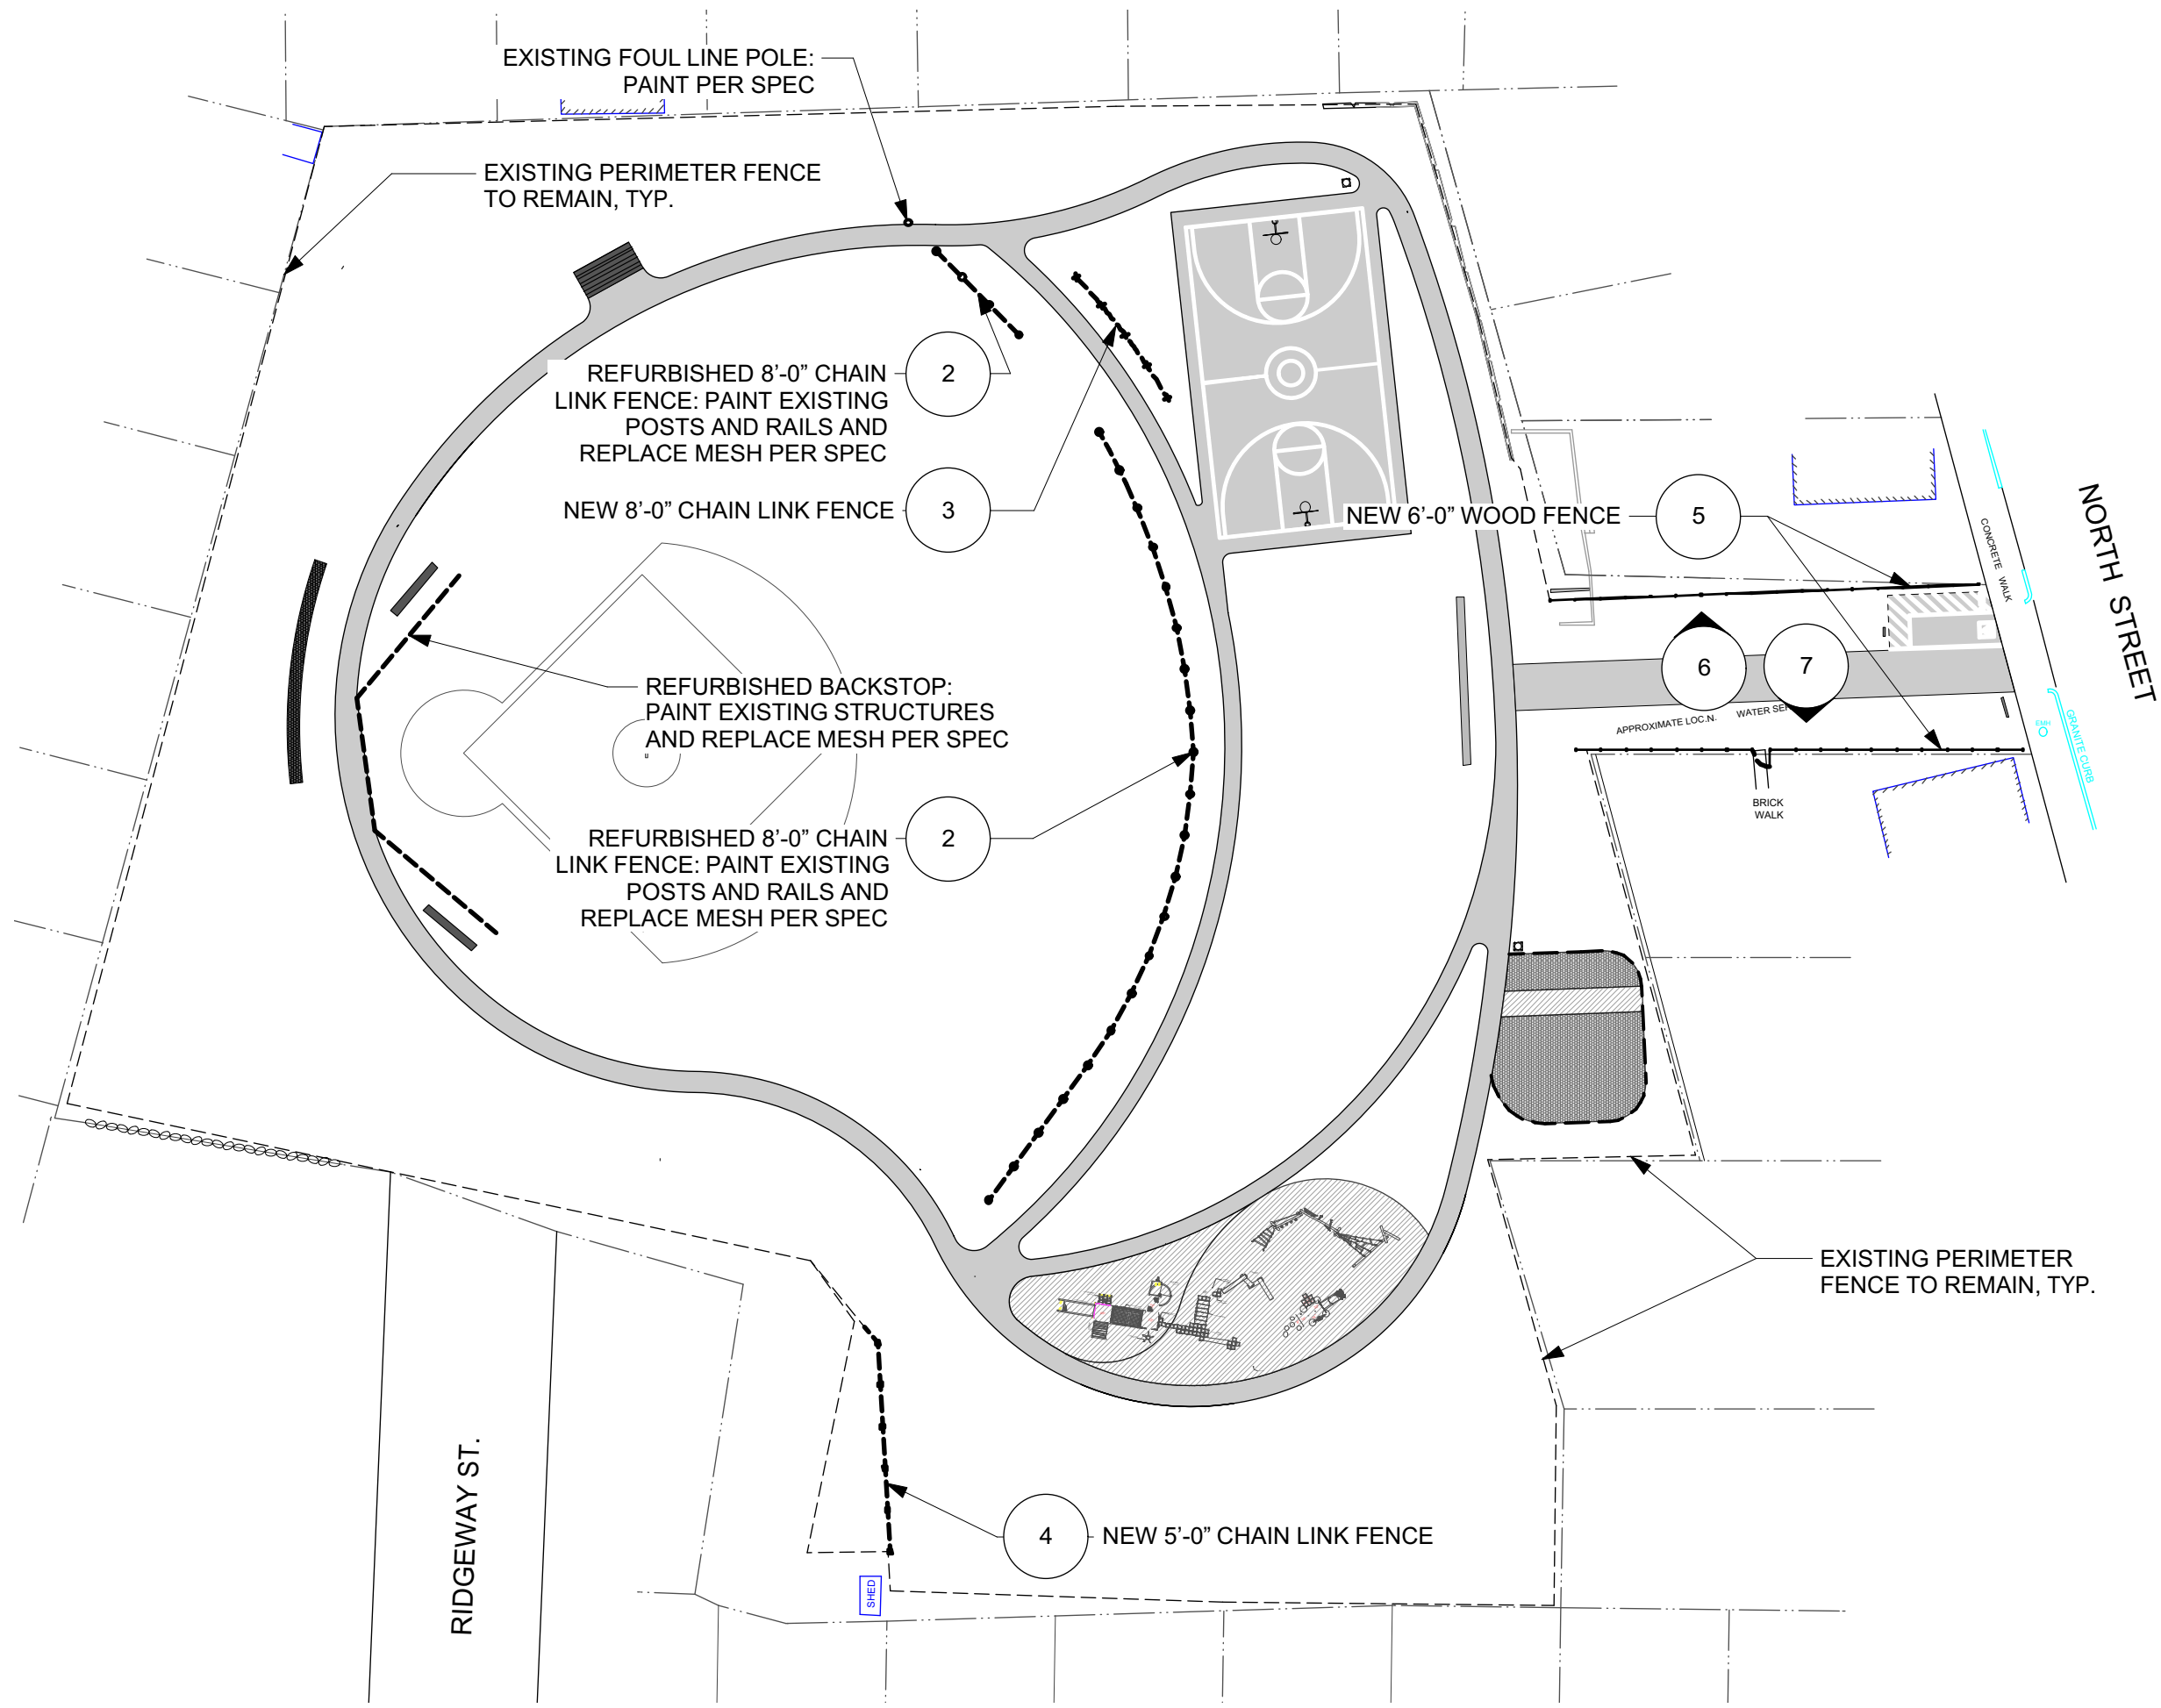 EXISTING FOUL LINE POLE:
PAINT PER SPEC
EXISTING PERIMETER FENCE
TO REMAIN, TYP.
REFURBISHED 8’-0” CHAIN
LINK FENCE: PAINT EXISTING
POSTS AND RAILS AND
REPLACE MESH PER SPEC
2
NEW 8’-0” CHAIN LINK FENCE
3
NEW 6’-0” WOOD FENCE
5
CONCRETE WALK
NORTH STREET
6
7
REFURBISHED BACKSTOP:
PAINT EXISTING STRUCTURES
AND REPLACE MESH PER SPEC
APPROXIMATE LOC.N.
WATER
GRANITE CURB
BRICK
WALK
REFURBISHED 8’-0” CHAIN
LINK FENCE: PAINT EXISTING
POSTS AND RAILS AND
REPLACE MESH PER SPEC
2
EXISTING PERIMETER
FENCE TO REMAIN, TYP.
RIDGEWAY ST.
4
NEW 5’-0” CHAIN LINK FENCE
SHED